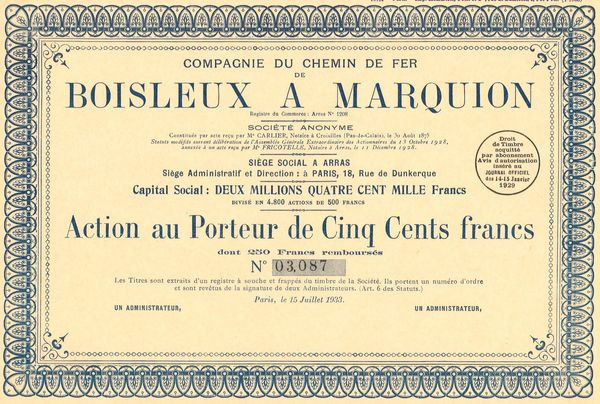 COMPAGNIE DU CHEMIN DE FER
DE
BOISLEUX A MARQUION
Registre du Commerce: Arras Nº 1208
SOCIÉTÉ ANONYME
Constituée par acte reçu par Mᵉ CARLIER, Notaire à Croisilles (Pas-de-Calais), le 30 Août 187
Statuts modifiés suivant délibération de l'Assemblée Générale Extraordinaire des Actionnaires du 13 Octobre 1928,
annexée à un acte reçu par Mᵉ FRICOTELLE, Notaire à Arras, le 11 Décembre 1928.
SIÈGE SOCIAL A ARRAS
Siège Administratif et Direction : à PARIS, 18, Rue de Dunkerque
Capital Social : DEUX MILLIONS QUATRE CENT MILLE Francs
DIVISÉ EN 4.800 ACTIONS DE 500 FRANCS
Droit
de Timbre
acquitté
par abonnement
Avis d'autorisation
inséré au
JOURNAL OFFICIEL
des 14-15 Janvier
1929
Action au Porteur de Cinq Cents francs
dont 250 Francs remboursés
Nº 03,087
Les Titres sont extraits d'un registre à souche et frappés du timbre de la Société. Ils portent un numéro d'ordre
et sont revêtus de la signature de deux Administrateurs. (Art. 6 des Statuts.)
Paris, le 15 Juillet 1933.
UN ADMINISTRATEUR,
UN ADMINISTRATEUR,